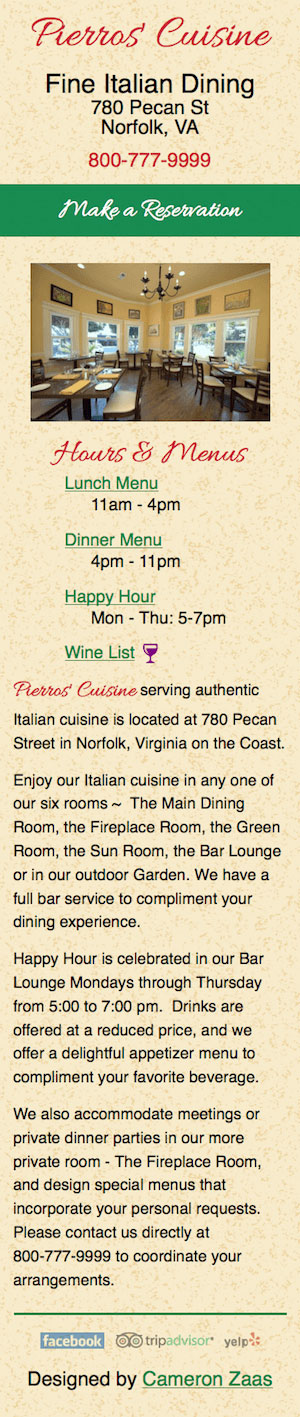 Pierros' Cuisine
Fine Italian Dining
780 Pecan St
Norfolk, VA
800-777-9999
Make a Reservation
Hours & Menus
Lunch Menu
11am - 4pm
Dinner Menu
4pm - 11pm
Happy Hour
Mon - Thu: 5-7pm
Wine List
Pierros' Cuisine serving authentic
Italian cuisine is located at 780 Pecan
Street in Norfolk, Virginia on the Coast.
Enjoy our Italian cuisine in any one of
our six rooms ~ The Main Dining
Room, the Fireplace Room, the Green
Room, the Sun Room, the Bar Lounge
or in our outdoor Garden. We have a
full bar service to compliment your
dining experience.
Happy Hour is celebrated in our Bar
Lounge Mondays through Thursday
from 5:00 to 7:00 pm. Drinks are
offered at a reduced price, and we
offer a delightful appetizer menu to
compliment your favorite beverage.
We also accommodate meetings or
private dinner parties in our more
private room - The Fireplace Room,
and design special menus that
incorporate your personal requests.
Please contact us directly at
800-777-9999 to coordinate your
arrangements.
facebook tripadvisor yelp
Designed by Cameron Zaas